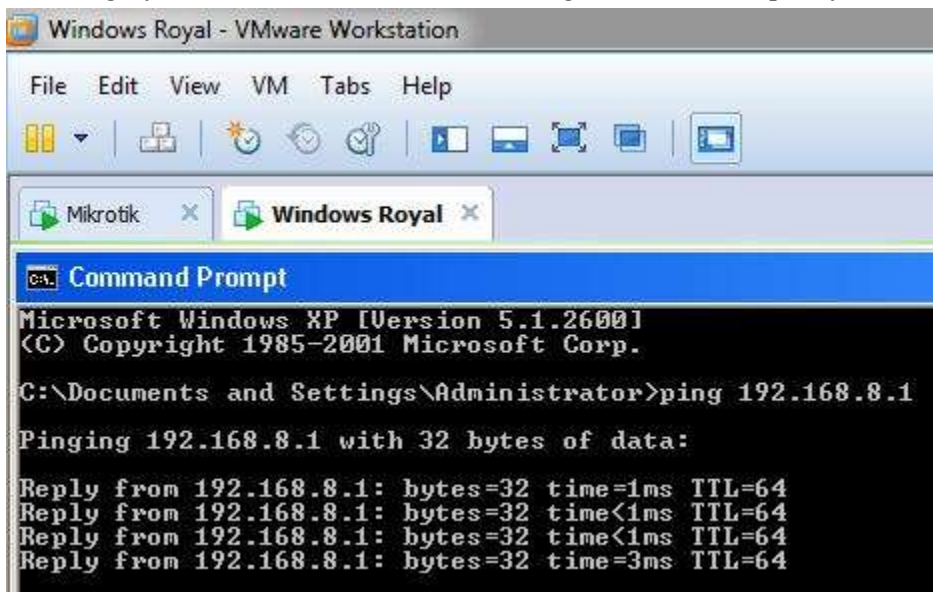 Windows Royal - VMware Workstation
File Edit View VM Tabs Help
Mikrotik Windows Royal
Command Prompt
Microsoft Windows XP [Version 5.1.2600]
(C) Copyright 1985-2001 Microsoft Corp.
C:\Documents and Settings\Administrator>ping 192.168.8.1
Pinging 192.168.8.1 with 32 bytes of data:
Reply from 192.168.8.1: bytes=32 time=1ms TTL=64
Reply from 192.168.8.1: bytes=32 time<1ms TTL=64
Reply from 192.168.8.1: bytes=32 time<1ms TTL=64
Reply from 192.168.8.1: bytes=32 time=3ms TTL=64